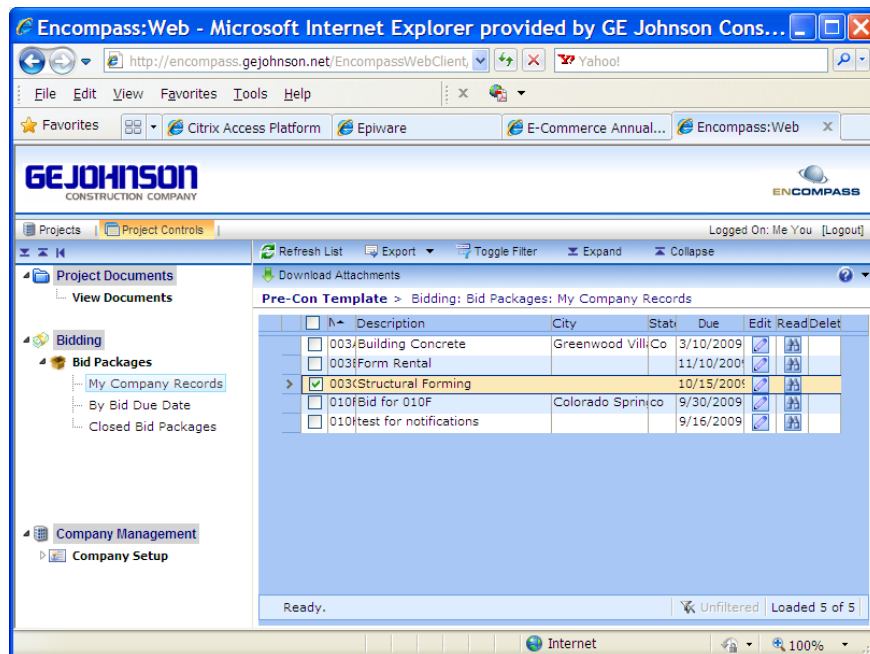 Encompass:Web - Microsoft Internet Explorer provided by GE Johnson Cons...
http://encompass.gejohnson.net/EncompassWebClient, Yahoo!
File Edit View Favorites Tools Help
Favorites Citrix Access Platform Epiware E-Commerce Annual... Encompass:Web x
GE JOHNSON
CONSTRUCTION COMPANY
ENCOMPASS
Projects | Project Controls | Logged On: Me You [Logout]
Refresh List Export Toggle Filter Expand Collapse
Project Documents
Download Attachments
View Documents
Pre-Con Template > Bidding: Bid Packages: My Company Records
Description City Stat Due Edit Read Delet
Bidding
Building Concrete Greenwood Vill Co 3/10/2009
Bid Packages
Form Rental 11/10/200
My Company Records
Structural Forming 10/15/200
By Bid Due Date
010F Bid for 010F Colorado Spring co 9/30/2009
Closed Bid Packages
test for notifications 9/16/2009
Company Management
Company Setup
Ready. Unfiltered Loaded 5 of 5
Internet 100%